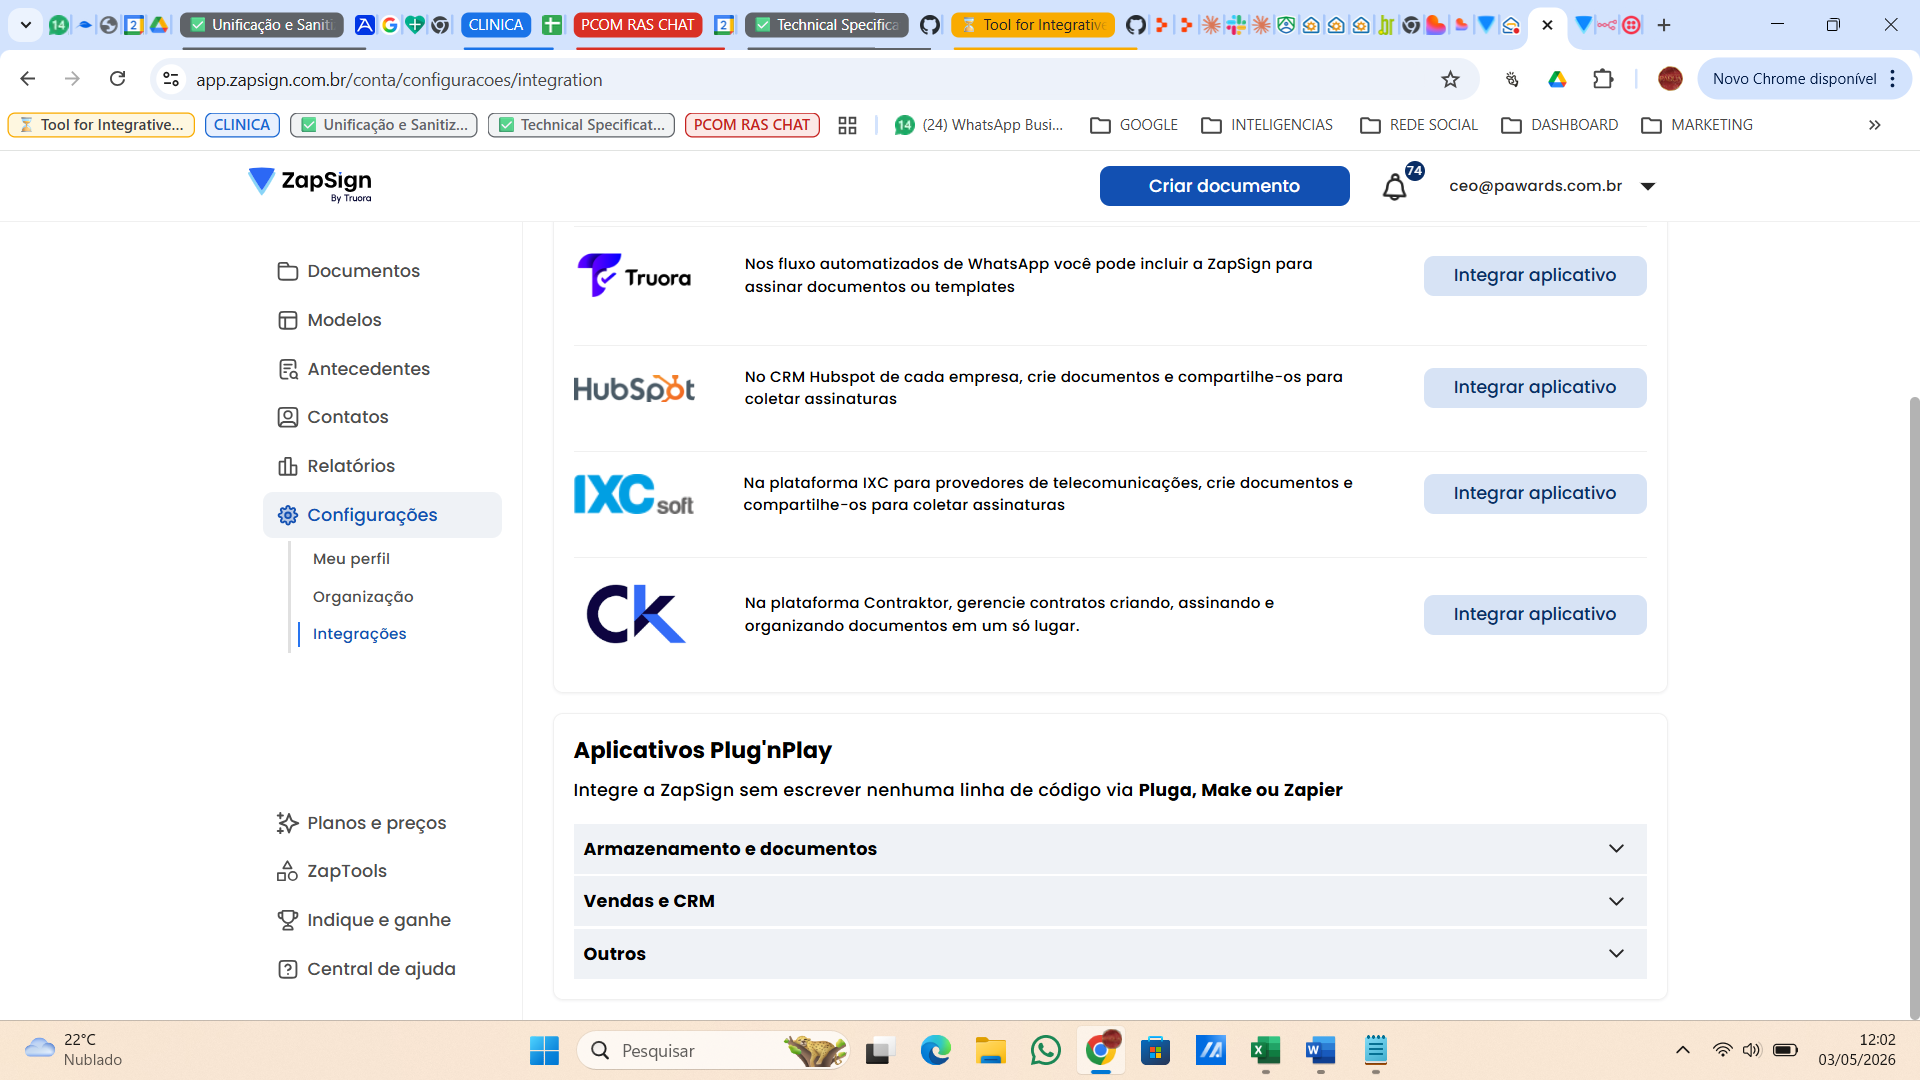 14
2
Unificação e Saniti
CLINICA
PCOM RAS CHAT
2
Technical Specifica
Tool for Integrative
app.zapsign.com.br/conta/configuracoes/integration
Novo Chrome disponível
Tool for Integrative...
CLINICA
Unificação e Sanitiz...
Technical Specificat...
PCOM RAS CHAT
14
(24) WhatsApp Busi...
GOOGLE
INTELIGENCIAS
REDE SOCIAL
DASHBOARD
MARKETING
ZapSign
By Truora
Criar documento
74
ceo@pawards.com.br
Documentos
Modelos
Antecedentes
Contatos
Relatórios
Configurações
Meu perfil
Organização
Integrações
Planos e preços
ZapTools
Indique e ganhe
Central de ajuda
Truora
Nos fluxo automatizados de WhatsApp você pode incluir a ZapSign para
assinar documentos ou templates
Integrar aplicativo
HubSpot
No CRM Hubspot de cada empresa, crie documentos e compartilhe-os para
coletar assinaturas
Integrar aplicativo
IXCsoft
Na plataforma IXC para provedores de telecomunicações, crie documentos e
compartilhe-os para coletar assinaturas
Integrar aplicativo
CK
Na plataforma Contraktor, gerencie contratos criando, assinando e
organizando documentos em um só lugar.
Integrar aplicativo
Aplicativos Plug'nPlay
Integre a ZapSign sem escrever nenhuma linha de código via Pluga, Make ou Zapier
Armazenamento e documentos
Vendas e CRM
Outros
22°C
Nublado
Pesquisar
12:02
03/05/2026